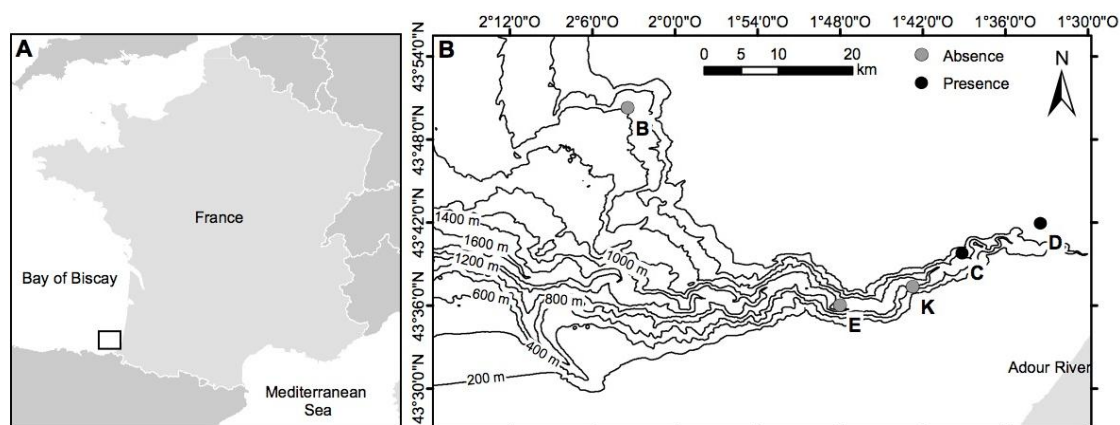 A
France
Bay of Biscay
Mediterranean
Sea
B
2°12'0"O 2°6'0"O 2°0'0"O 1°54'0"O 1°48'0"O 1°42'0"O 1°36'0"O 1°30'0"O
0 5 10 20
km
Absence
Presence
N
43°54'0"N
43°48'0"N
43°42'0"N
43°36'0"N
43°30'0"N
B
D
C
K
E
1400 m
1600 m
1200 m
1000 m
600 m
800 m
400 m
200 m
Adour River